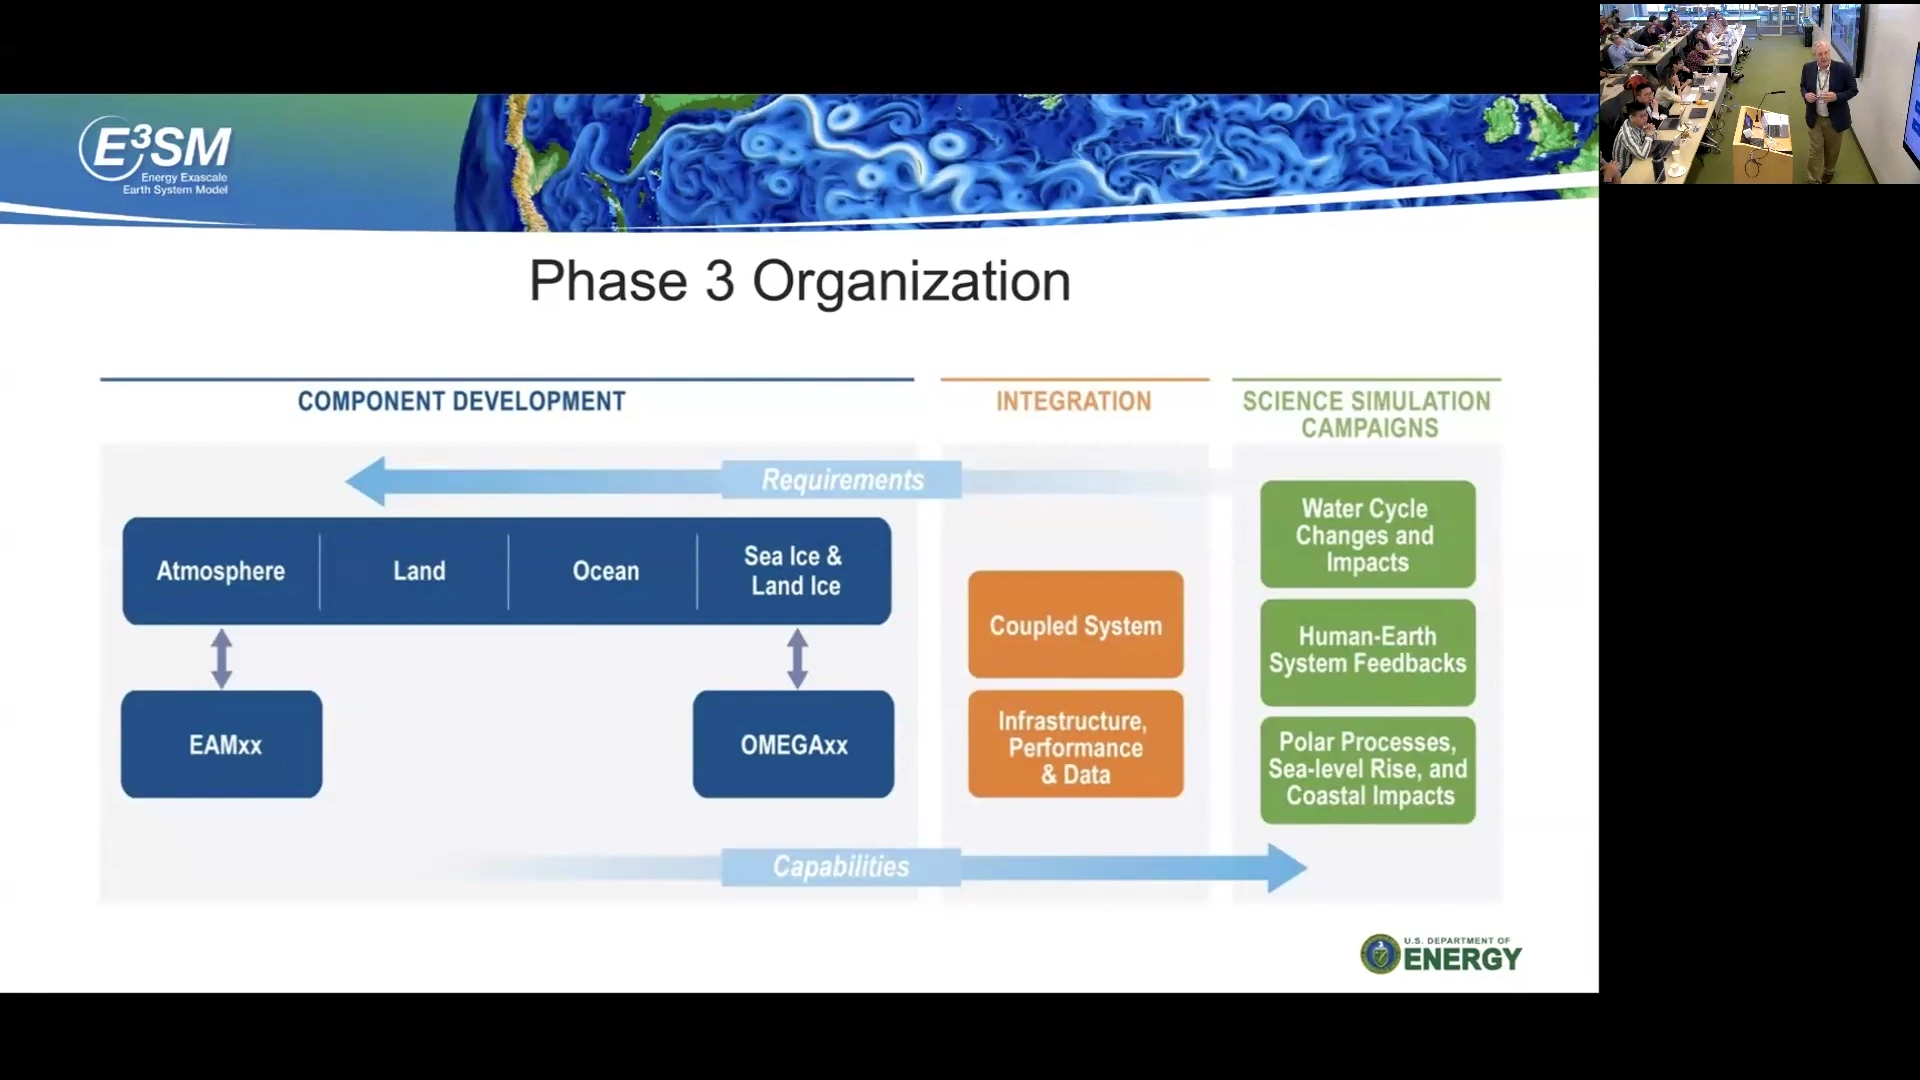 E³SM
Energy Exascale
Earth System Model
Phase 3 Organization
COMPONENT DEVELOPMENT
INTEGRATION
SCIENCE SIMULATION
CAMPAIGNS
Requirements
Atmosphere
Land
Ocean
Sea Ice &
Land Ice
EAMxx
OMEGAxx
Coupled System
Infrastructure,
Performance
& Data
Water Cycle
Changes and
Impacts
Human-Earth
System Feedbacks
Polar Processes,
Sea-level Rise, and
Coastal Impacts
Capabilities
U.S. DEPARTMENT OF
ENERGY